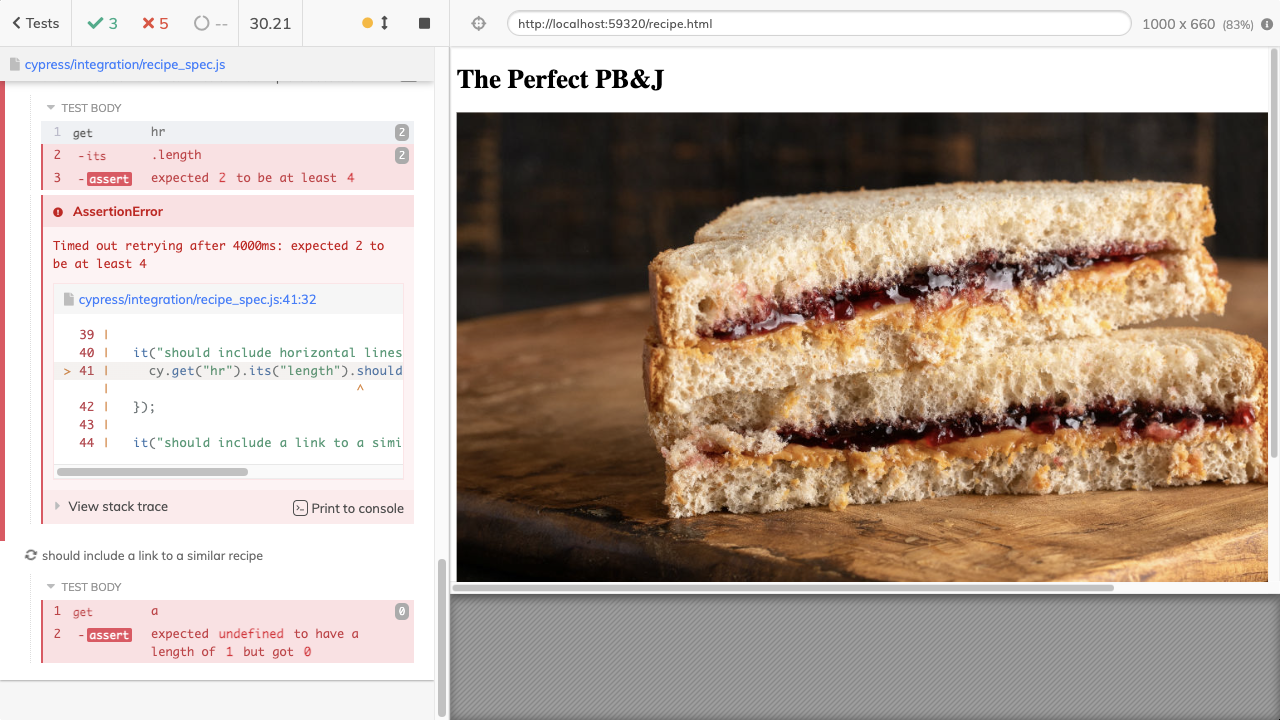 Tests
3
5
--
30.21
http://localhost:59320/recipe.html
1000 x 660 (83%)
cypress/integration/recipe_spec.js
TEST BODY
1 get hr 2
2 -its .length 2
3 -assert expected 2 to be at least 4
AssertionError
Timed out retrying after 4000ms: expected 2 to
be at least 4
cypress/integration/recipe_spec.js:41:32
39 |
40 | it("should include horizontal lines
> 41 | cy.get("hr").its("length").should
| ^
42 | });
43 |
44 | it("should include a link to a simi
View stack trace
Print to console
should include a link to a similar recipe
TEST BODY
1 get a 0
2 -assert expected undefined to have a
length of 1 but got 0
The Perfect PB&J